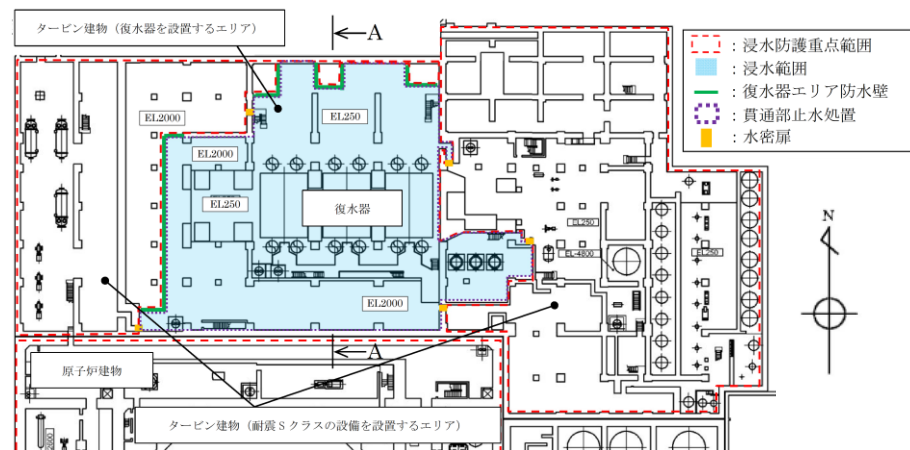 タービン建物（復水器を設置するエリア）
A
：浸水防護重点範囲
：浸水範囲
：復水器エリア防水壁
：貫通部止水処置
：水密扉
EL2000
EL250
EL2000
EL250
復水器
EL250
EL-4800
EL250
N
EL2000
A
原子炉建物
タービン建物（耐震Sクラスの設備を設置するエリア）